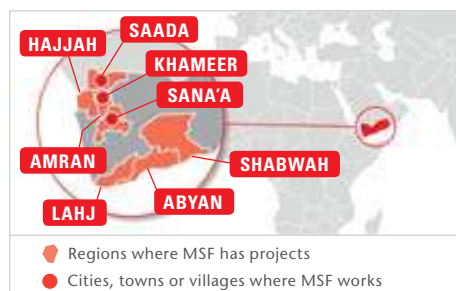 SAADA
HAJJAH
KHAMEER
SANA'A
AMRAN
SHABWAH
ABYAN
LAHJ
Regions where MSF has projects
Cities, towns or villages where MSF works